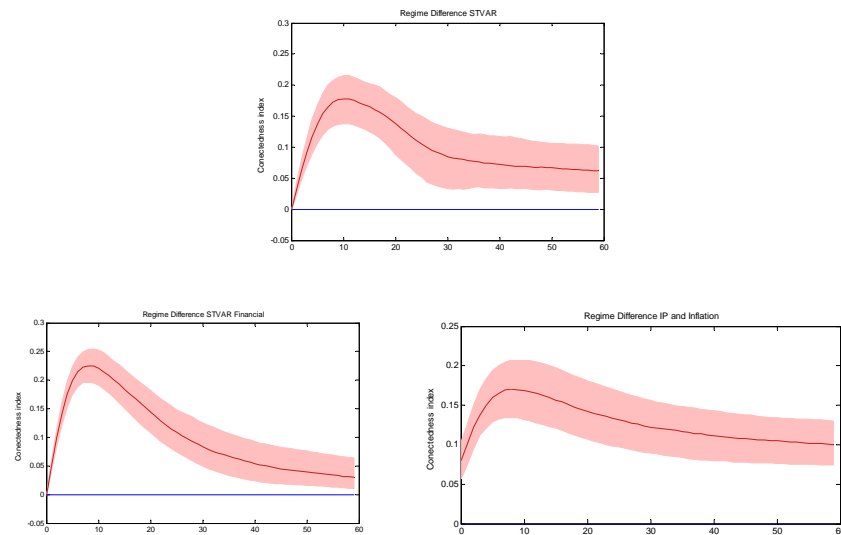 Regime Difference STVAR
0.3
0.25
0.2
0.15
0.1
0.05
0
-0.05
Conectedness index
0 10 20 30 40 50 60
Regime Difference STVAR Financial
0.3
0.25
0.2
0.15
0.1
0.05
0
-0.05
Conectedness index
0 10 20 30 40 50 60
Regime Difference IP and Inflation
0.25
0.2
0.15
0.1
0.05
0
Conectedness index
0 10 20 30 40 50 60